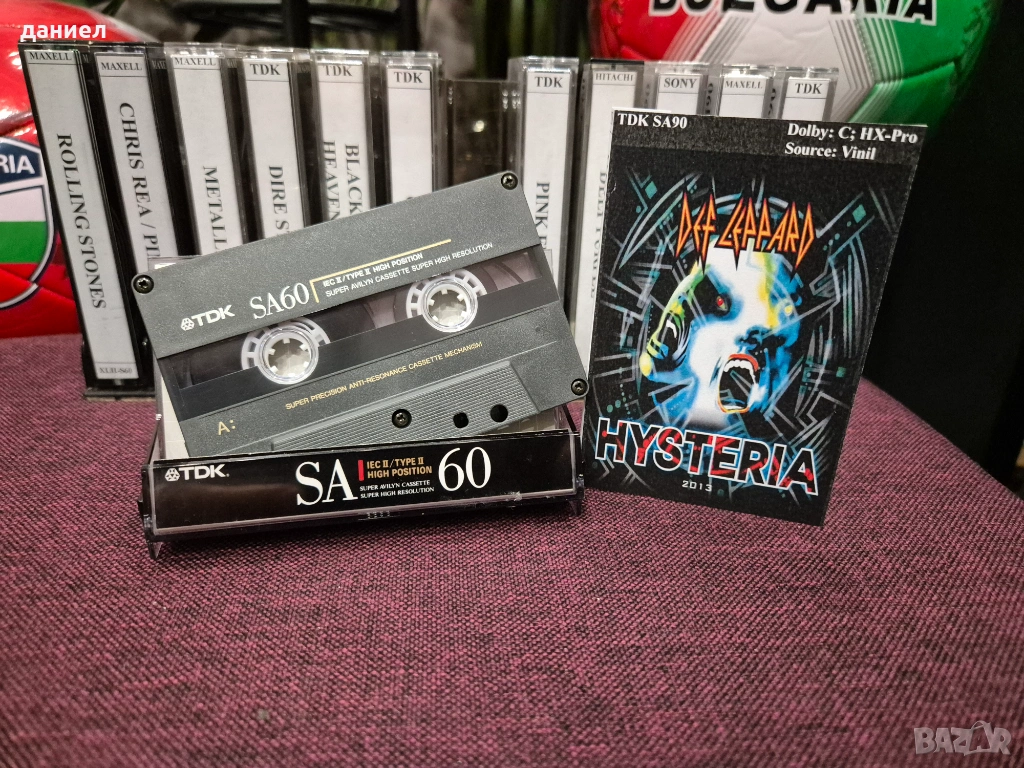 даниел
BULGARIA
MAXELL
ROLLING STONES
XLII-S60
MAXELL
CHRIS REA /
MAXELL
TDK
DIRE
TDK
BLACK
HEAVEN
TDK
TDK
HITACHI
SONY
MAXELL
TDK
TDK SA90
Dolby: C; HX-Pro
Source: Vinil
DEF LEPPARD
HYSTERIA
2013
TDK SA60
IEC II / TYPE II HIGH POSITION
SUPER AVILYN CASSETTE SUPER HIGH RESOLUTION
SUPER PRECISION ANTI-RESONANCE CASSETTE MECHANISM
A:
TDK. SA 60
IEC II / TYPE II
HIGH POSITION
SUPER AVILYN CASSETTE
SUPER HIGH RESOLUTION
BAZAR